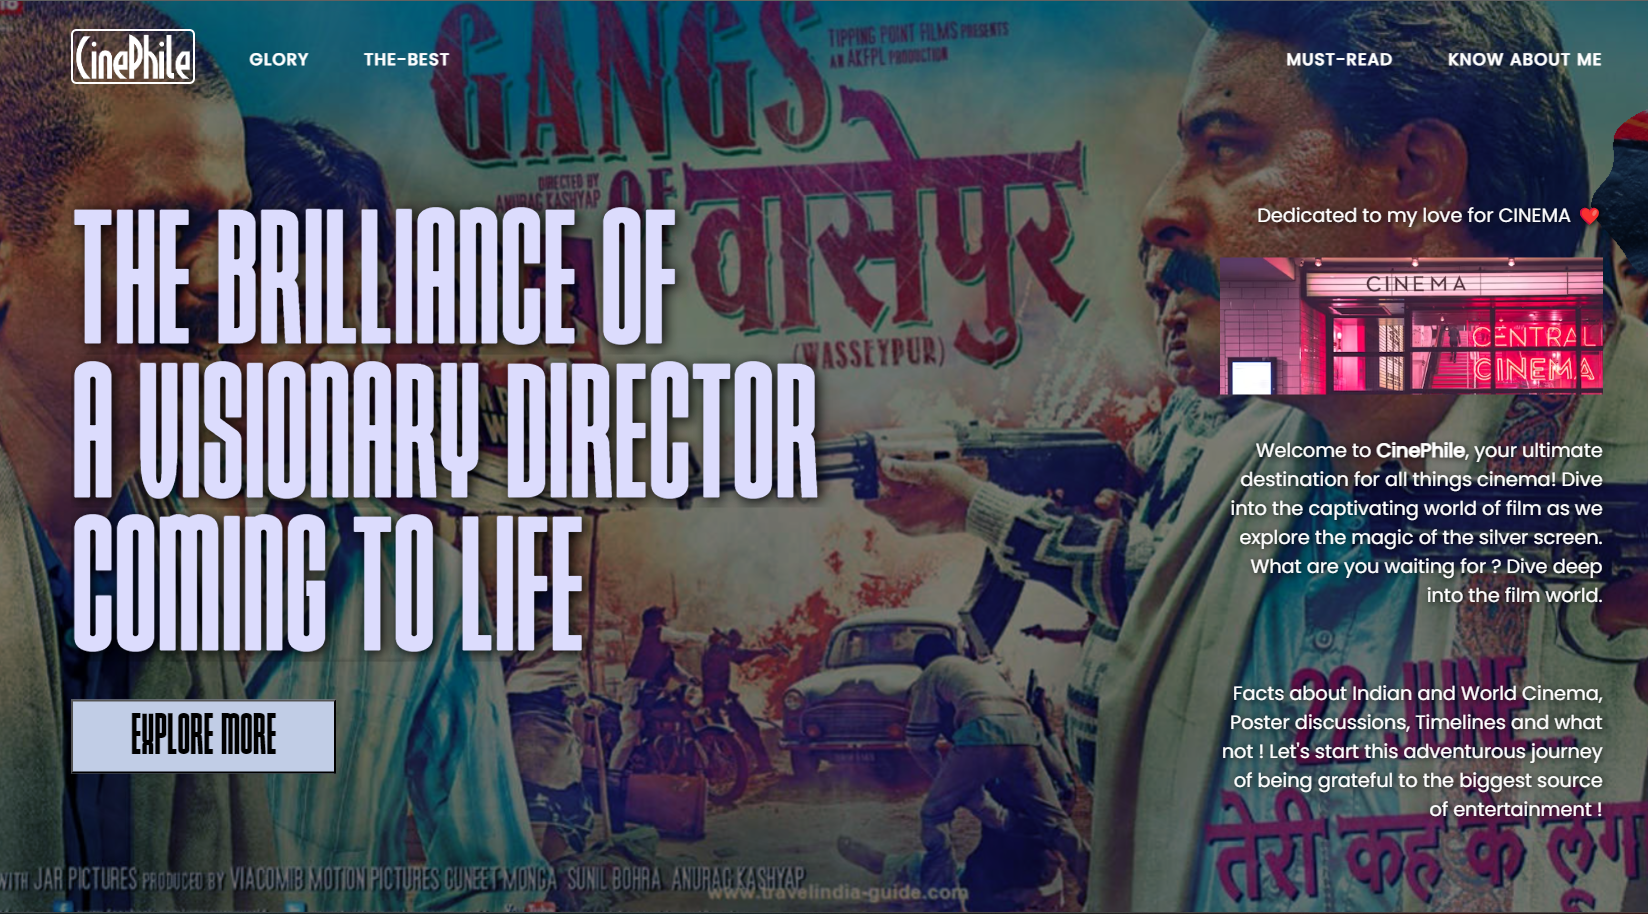 CinePhile
GLORY
THE-BEST
MUST-READ
KNOW ABOUT ME
GANGS
OF
वासेपुर
(WASSEYPUR)
TIPPING POINT FILMS PRESENTS
AN AKFPL PRODUCTION
DIRECTED BY
ANURAG KASHYAP
THE BRILLIANCE OF
A VISIONARY DIRECTOR
COMING TO LIFE
EXPLORE MORE
Dedicated to my love for CINEMA ❤️
CINEMA
CENTRAL
CINEMA
Welcome to CinePhile, your ultimate
destination for all things cinema! Dive
into the captivating world of film as we
explore the magic of the silver screen.
What are you waiting for ? Dive deep
into the film world.
Facts about Indian and World Cinema,
Poster discussions, Timelines and what
not ! Let's start this adventurous journey
of being grateful to the biggest source
of entertainment !
22 JUNE
तेरी कह के लूंगा
WITH JAR PICTURES PRODUCED BY VIACOM18 MOTION PICTURES GUNEET MONGA SUNIL BOHRA ANURAG KASHYAP
www.travelindia-guide.com